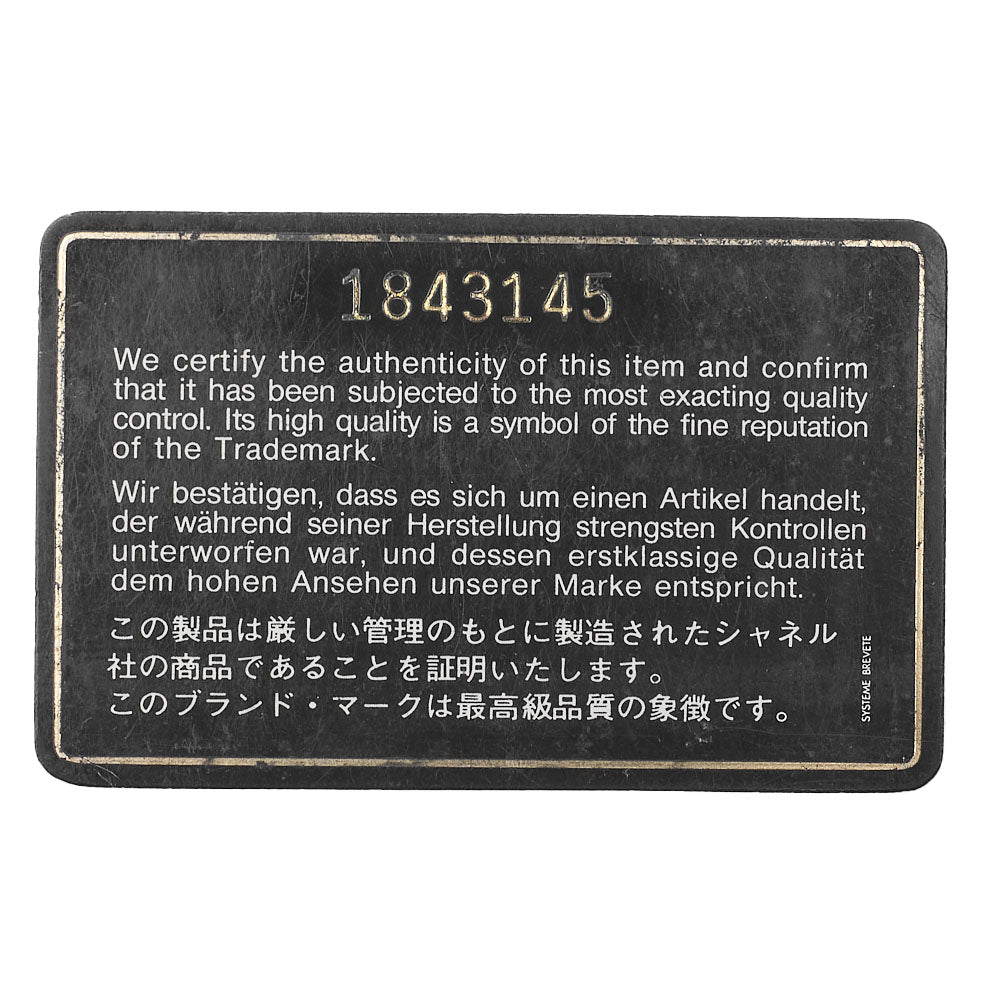 1843145
We certify the authenticity of this item and confirm
that it has been subjected to the most exacting quality
control. Its high quality is a symbol of the fine reputation
of the Trademark.
Wir bestätigen, dass es sich um einen Artikel handelt,
der während seiner Herstellung strengsten Kontrollen
unterworfen war, und dessen erstklassige Qualität
dem hohen Ansehen unserer Marke entspricht.
この製品は厳しい管理のもとに製造されたシャネル
社の商品であることを証明いたします。
このブランド・マークは最高級品質の象徴です。
SYSTEME BREVETE